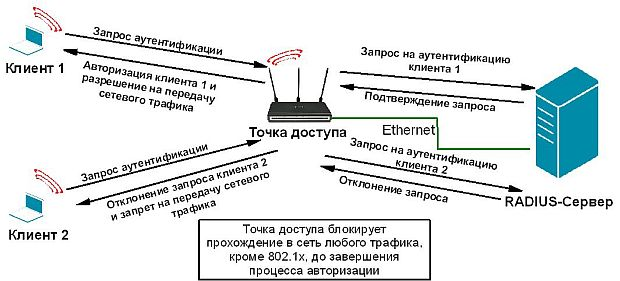 Клиент 1
Запрос аутентификации
Авторизация клиента 1 и
разрешение на передачу
сетевого трафика
Запрос на аутентификацию
клиента 1
Подтверждение запроса
Точка доступа
Ethernet
Клиент 2
Запрос аутентификации
Отклонение запроса клиента 2
и запрет на передачу сетевого
трафика
Запрос на аутентификацию
клиента 2
Отклонение запроса
RADIUS-Сервер
Точка доступа блокирует
прохождение в сеть любого трафика,
кроме 802.1x, до завершения
процесса авторизации